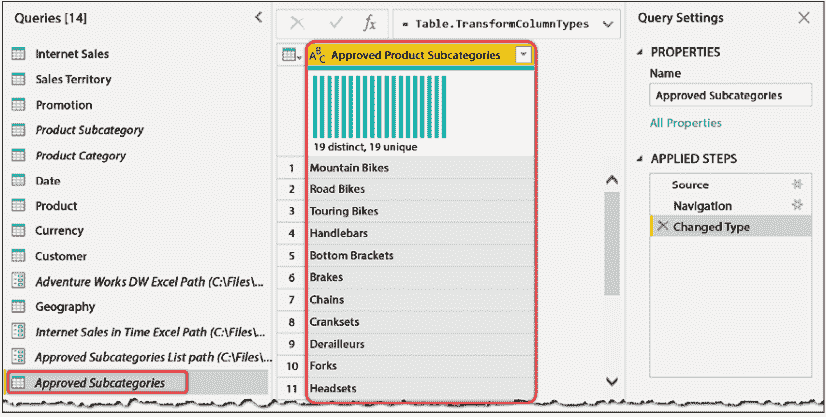 Queries [14]
Internet Sales
Sales Territory
Promotion
Product Subcategory
Product Category
Date
Product
Currency
Customer
Adventure Works DW Excel Path (C:\Files\...
Geography
Internet Sales in Time Excel Path (C:\Files\...
Approved Subcategories List path (C:\Files\...
Approved Subcategories
fx
= Table.TransformColumnTypes
ABC Approved Product Subcategories
19 distinct, 19 unique
1 Mountain Bikes
2 Road Bikes
3 Touring Bikes
4 Handlebars
5 Bottom Brackets
6 Brakes
7 Chains
8 Cranksets
9 Derailleurs
10 Forks
11 Headsets
Query Settings
PROPERTIES
Name
Approved Subcategories
All Properties
APPLIED STEPS
Source
Navigation
Changed Type